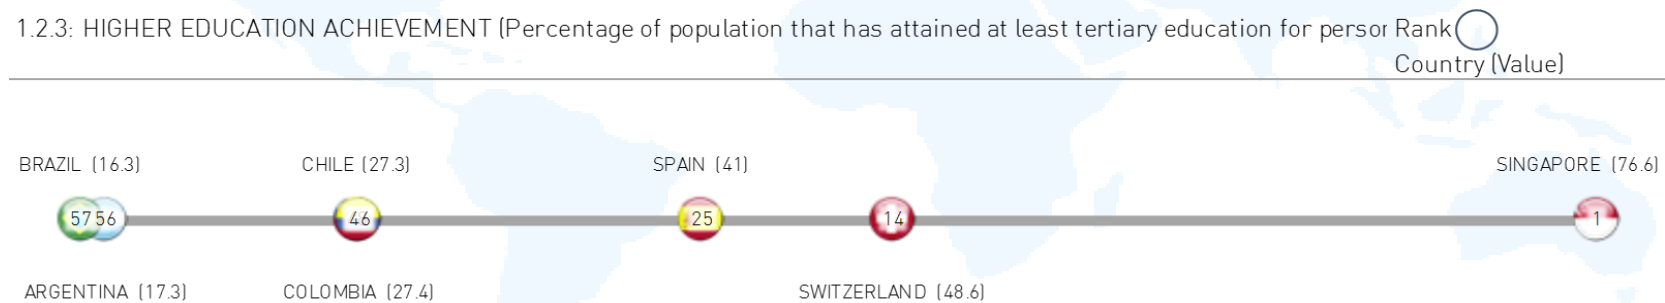 1.2.3: HIGHER EDUCATION ACHIEVEMENT (Percentage of population that has attained at least tertiary education for persor Rank
Country (Value)
BRAZIL (16.3) CHILE (27.3) SPAIN (41) SINGAPORE (76.6)
57 56 46 25 14 1
ARGENTINA (17.3) COLOMBIA (27.4) SWITZERLAND (48.6)